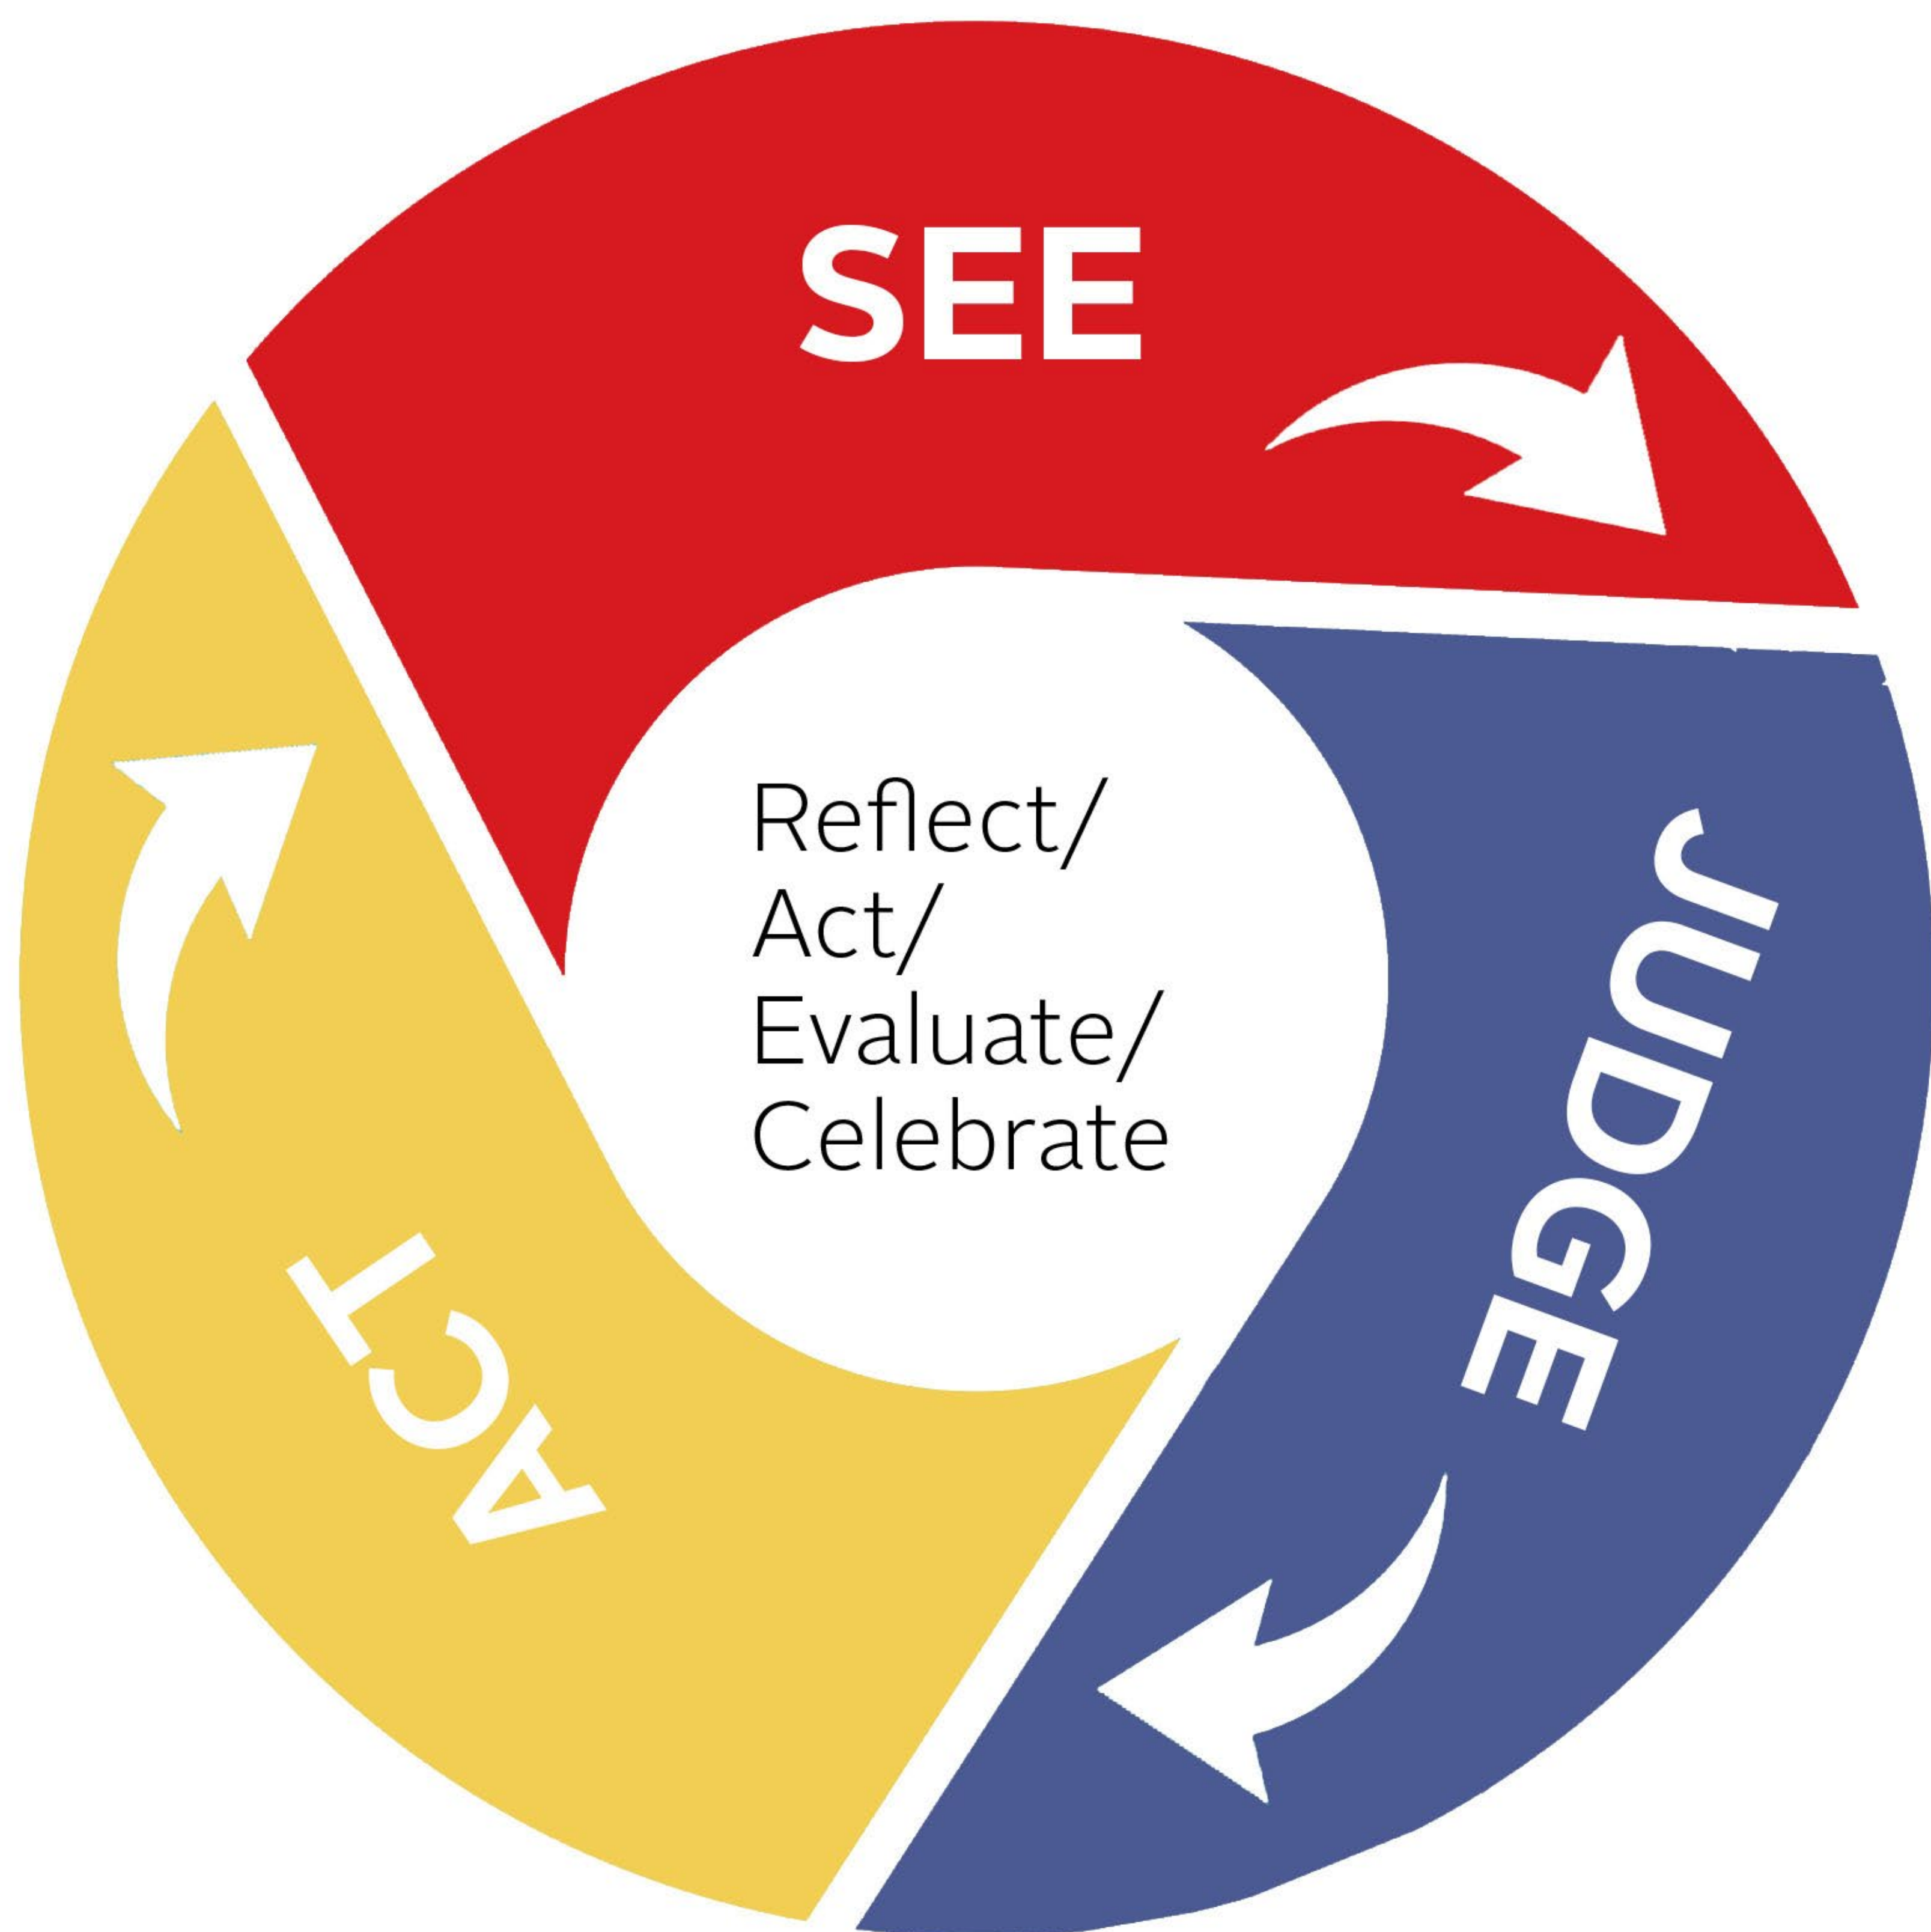 SEE
JUDGE
ACT
Reflect/
Act/
Evaluate/
Celebrate